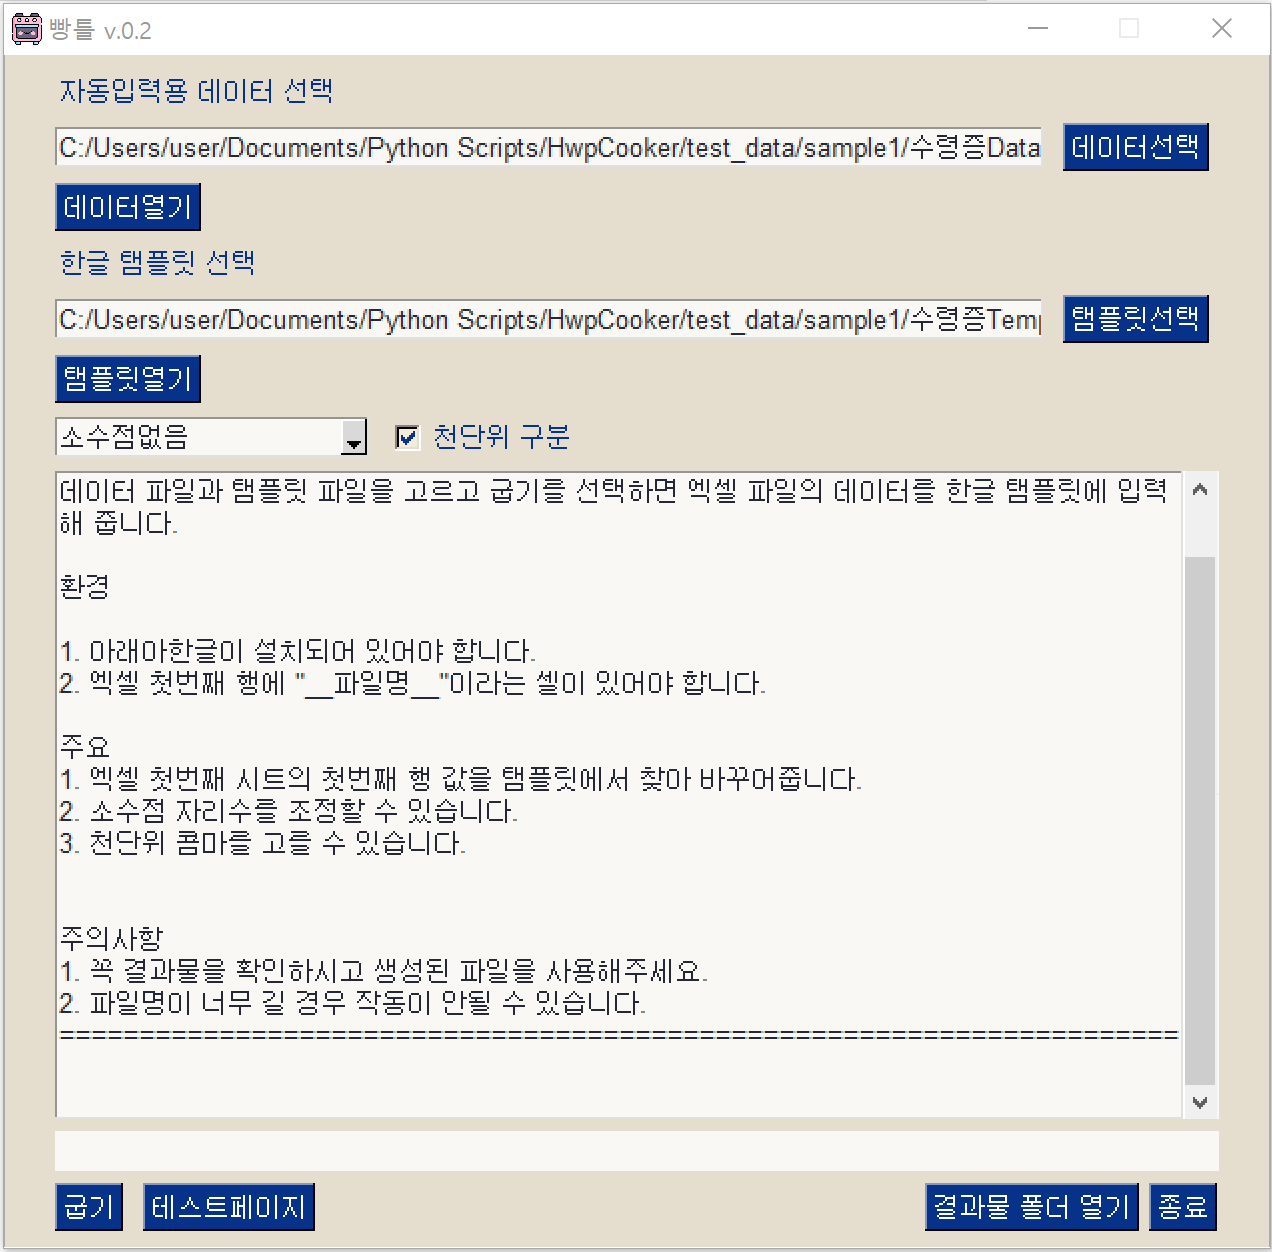 빵틀 v.0.2
자동입력용 데이터 선택
C:/Users/user/Documents/Python Scripts/HwpCooker/test_data/sample1/수령증Data 데이터선택
데이터열기
한글 탬플릿 선택
C:/Users/user/Documents/Python Scripts/HwpCooker/test_data/sample1/수령증Temp 탬플릿선택
탬플릿열기
소수점없음 천단위 구분
데이터 파일과 탬플릿 파일을 고르고 굽기를 선택하면 엑셀 파일의 데이터를 한글 탬플릿에 입력
해 줍니다.
환경
1. 아래아한글이 설치되어 있어야 합니다.
2. 엑셀 첫번째 행에 "__파일명__"이라는 셀이 있어야 합니다.
주요
1. 엑셀 첫번째 시트의 첫번째 행 값을 탬플릿에서 찾아 바꾸어줍니다.
2. 소수점 자리수를 조정할 수 있습니다.
3. 천단위 콤마를 고를 수 있습니다.
주의사항
1. 꼭 결과물을 확인하시고 생성된 파일을 사용해주세요.
2. 파일명이 너무 길 경우 작동이 안될 수 있습니다.
======================================================================
굽기 테스트페이지 결과물 폴더 열기 종료